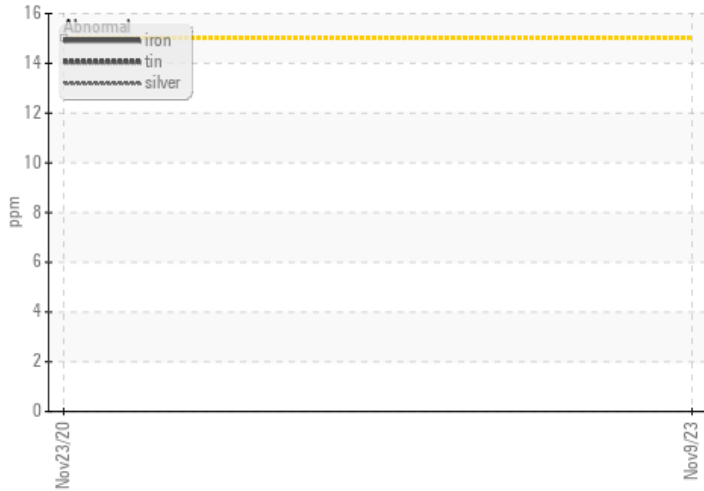 16
14
12
10
8
6
4
2
0
ppm
Abnormal
iron
tin
silver
Nov23/20
Nov9/23